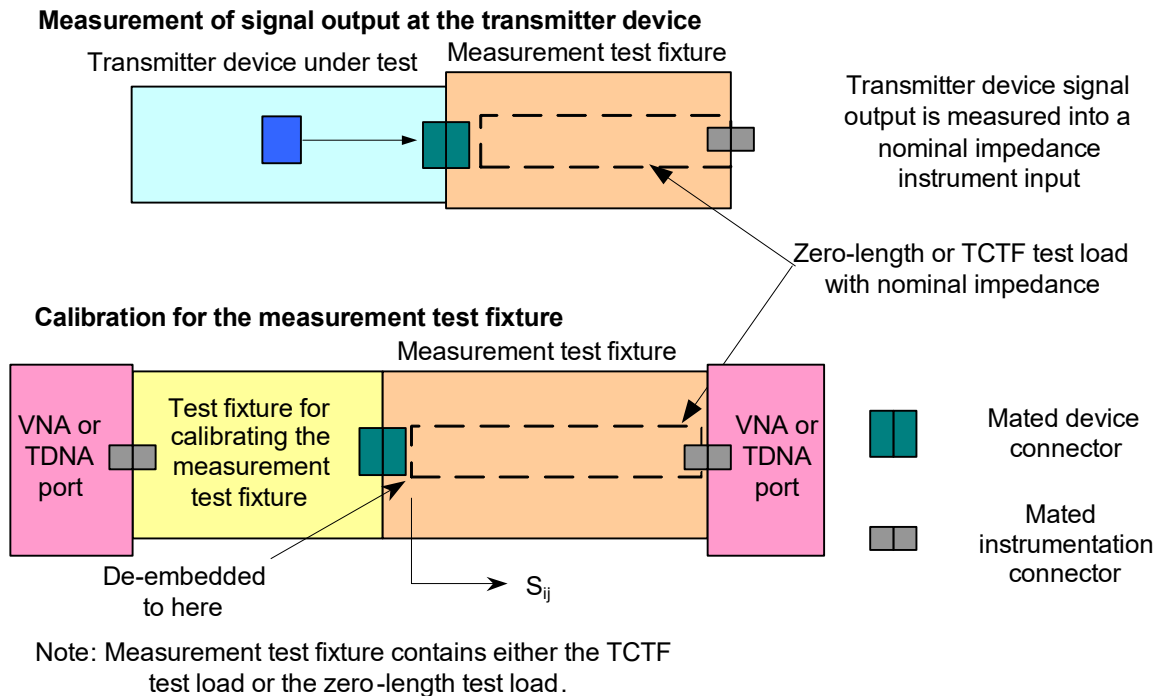 Measurement of signal output at the transmitter device
Transmitter device under test
Measurement test fixture
Transmitter device signal
output is measured into a
nominal impedance
instrument input
Zero-length or TCTF test load
with nominal impedance
Calibration for the measurement test fixture
Measurement test fixture
VNA or
TDNA
port
Test fixture for
calibrating the
measurement
test fixture
VNA or
TDNA
port
Mated device
connector
Mated
instrumentation
connector
De-embedded
to here
Sij
Note: Measurement test fixture contains either the TCTF
test load or the zero-length test load.